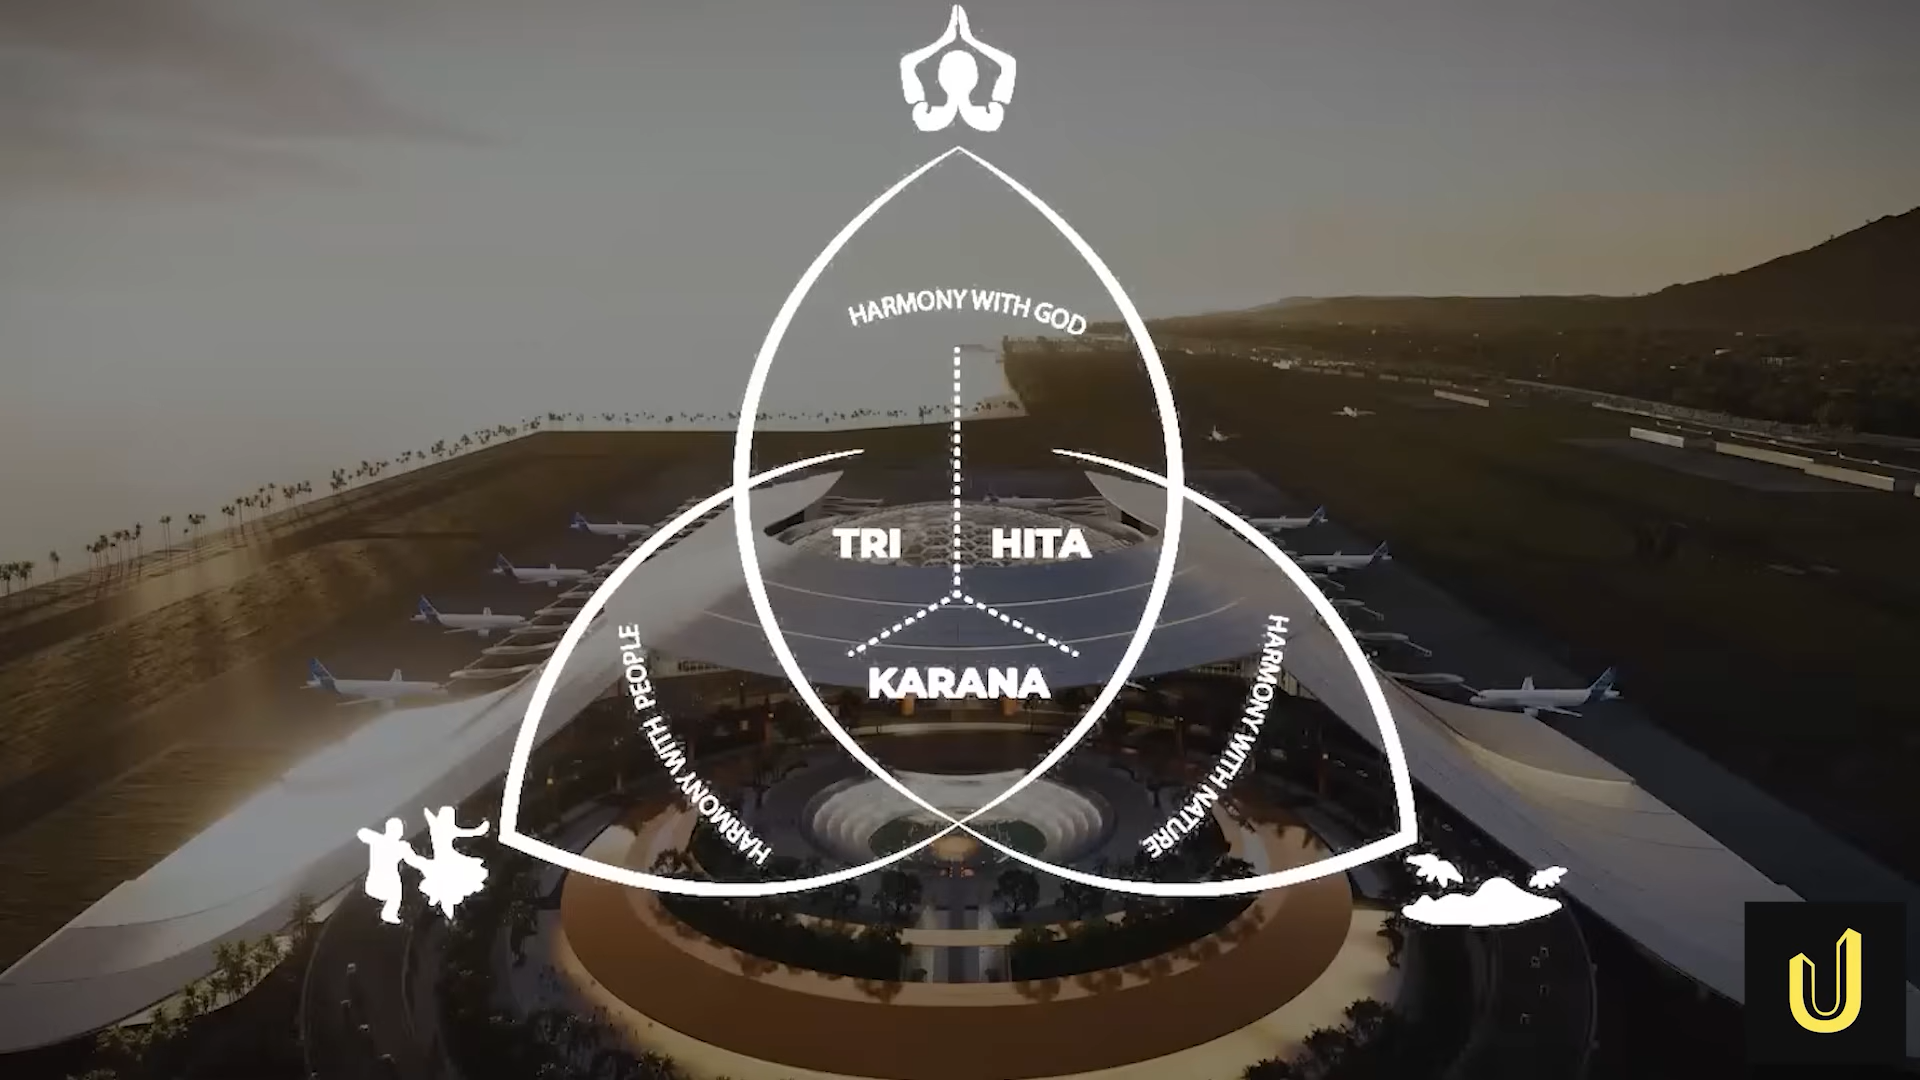 HARMONY WITH GOD
TRI HITA
KARANA
HARMONY WITH PEOPLE
HARMONY WITH NATURE